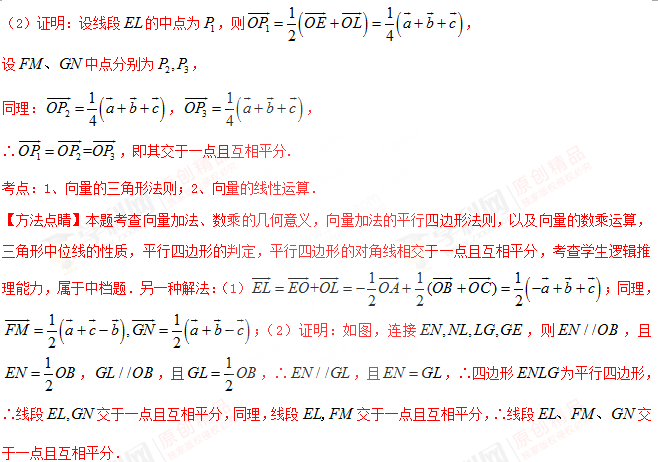 (2)证明:设线段 EL 的中点为 P₁,则 \overrightarrow{OP_1} = \frac{1}{2}(\overrightarrow{OE}+\overrightarrow{OL}) = \frac{1}{4}(\vec{a}+\vec{b}+\vec{c}),
设 FM、GN 中点分别为 P₂,P₃,
同理:\overrightarrow{OP_2} = \frac{1}{4}(\vec{a}+\vec{b}+\vec{c}),\overrightarrow{OP_3} = \frac{1}{4}(\vec{a}+\vec{b}+\vec{c}),
∴\overrightarrow{OP_1} = \overrightarrow{OP_2}=\overrightarrow{OP_3},即其交于一点且互相平分.
考点:1、向量的三角形法则;2、向量的线性运算.
【方法点睛】本题考查向量加法、数乘的几何意义,向量加法的平行四边形法则,以及向量的数乘运算,
三角形中位线的性质,平行四边形的判定,平行四边形的对角线相交于一点且互相平分,考查学生逻辑推
理能力,属于中档题.另一种解法:(1)\overrightarrow{EL} = \overrightarrow{EO}+\overrightarrow{OL} = -\frac{1}{2}\overrightarrow{OA}+\frac{1}{2}(\overrightarrow{OB}+\overrightarrow{OC}) = \frac{1}{2}(-\vec{a}+\vec{b}+\vec{c});同理,
\overrightarrow{FM} = \frac{1}{2}(\vec{a}+\vec{c}-\vec{b}),\overrightarrow{GN} = \frac{1}{2}(\vec{a}+\vec{b}-\vec{c});(2)证明:如图,连接 EN,NL,LG,GE,则 EN//OB,且
EN = \frac{1}{2}OB,GL//OB,且 GL = \frac{1}{2}OB,∴EN//GL,且 EN = GL,∴四边形 ENLG 为平行四边形,
∴线段 EL,GN 交于一点且互相平分,同理,线段 EL,FM 交于一点且互相平分,∴线段 EL、FM、GN 交
于一点且互相平分.